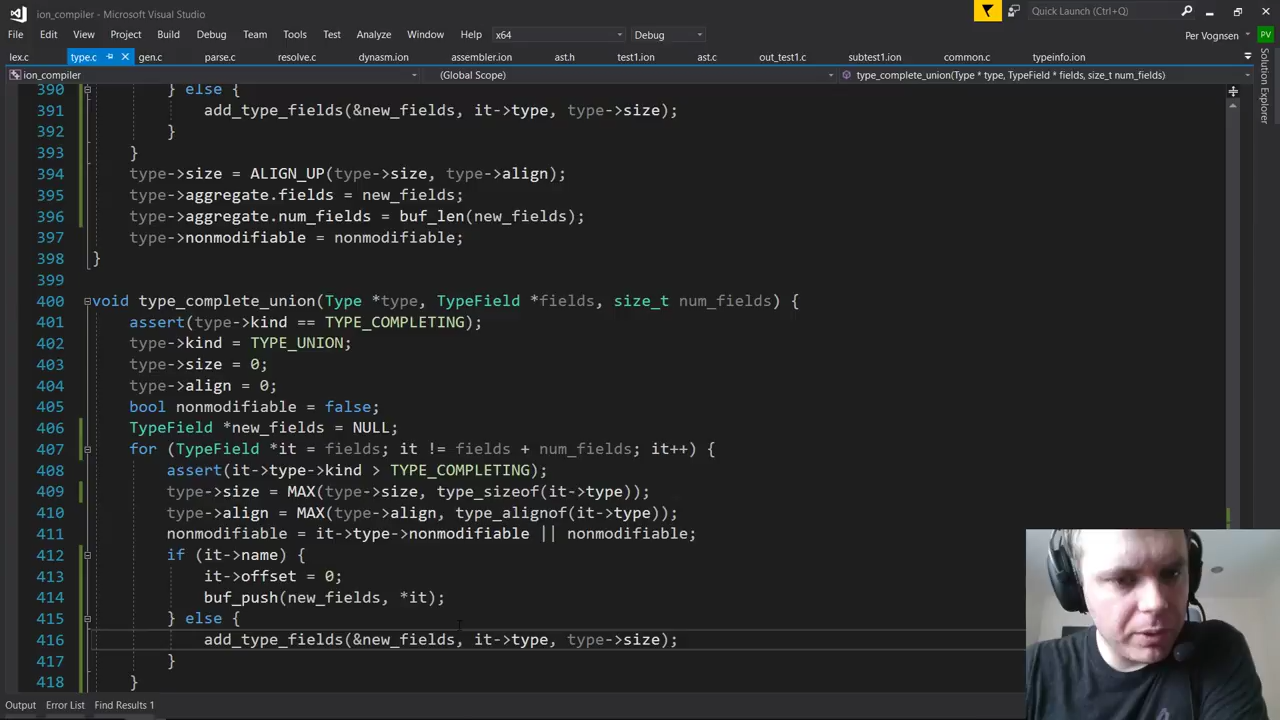 ion_compiler - Microsoft Visual Studio
Quick Launch (Ctrl+Q)
File Edit View Project Build Debug Team Tools Test Analyze Window Help x64 Debug
Per Vognsen PV
lex.c type.c gen.c parse.c resolve.c dynasm.ion assembler.ion ast.h test1.ion ast.c out_test1.c subtest1.ion common.c typeinfo.ion
Solution Explorer
ion_compiler (Global Scope) type_complete_union(Type * type, TypeField * fields, size_t num_fields)
390 } else {
391 add_type_fields(&new_fields, it->type, type->size);
392 }
393 }
394 type->size = ALIGN_UP(type->size, type->align);
395 type->aggregate.fields = new_fields;
396 type->aggregate.num_fields = buf_len(new_fields);
397 type->nonmodifiable = nonmodifiable;
398 }
399
400 void type_complete_union(Type *type, TypeField *fields, size_t num_fields) {
401 assert(type->kind == TYPE_COMPLETING);
402 type->kind = TYPE_UNION;
403 type->size = 0;
404 type->align = 0;
405 bool nonmodifiable = false;
406 TypeField *new_fields = NULL;
407 for (TypeField *it = fields; it != fields + num_fields; it++) {
408 assert(it->type->kind > TYPE_COMPLETING);
409 type->size = MAX(type->size, type_sizeof(it->type));
410 type->align = MAX(type->align, type_alignof(it->type));
411 nonmodifiable = it->type->nonmodifiable || nonmodifiable;
412 if (it->name) {
413 it->offset = 0;
414 buf_push(new_fields, *it);
415 } else {
416 add_type_fields(&new_fields, it->type, type->size);
417 }
418 }
Output Error List Find Results 1